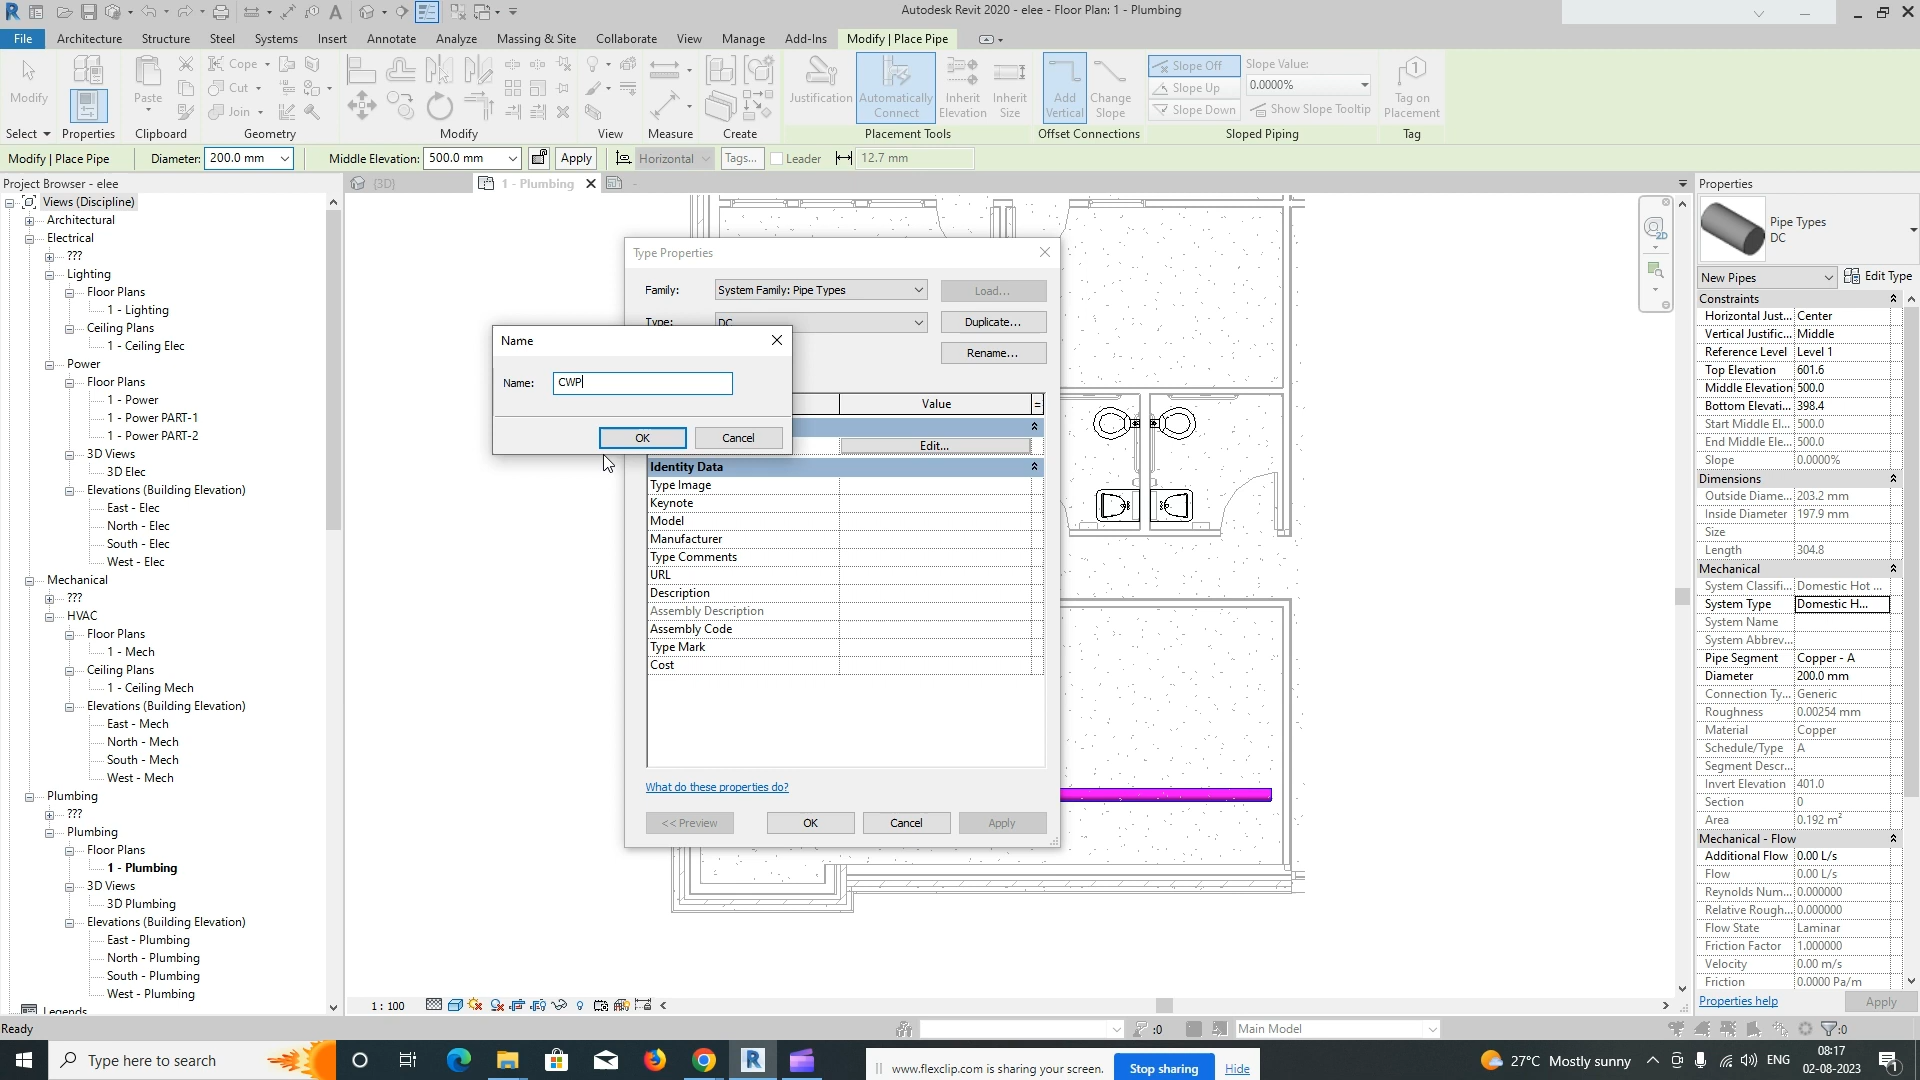 Autodesk Revit 2020 - elee - Floor Plan: 1 - Plumbing
File Architecture Structure Steel Systems Insert Annotate Analyze Massing & Site Collaborate View Manage Add-Ins Modify | Place Pipe
Modify
Paste
Cope
Cut
Join
Justification
Automatically Connect
Inherit Elevation
Inherit Size
Add Vertical
Change Slope
Slope Off
Slope Up
Slope Down
Slope Value:
0.0000%
Show Slope Tooltip
Tag on Placement
Select Properties Clipboard Geometry Modify View Measure Create Placement Tools Offset Connections Sloped Piping Tag
Modify | Place Pipe Diameter: 200.0 mm Middle Elevation: 500.0 mm Apply Horizontal Tags... Leader 12.7 mm
Project Browser - elee
{3D}
1 - Plumbing
-
Views (Discipline)
Architectural
Electrical
???
Lighting
Floor Plans
1 - Lighting
Ceiling Plans
1 - Ceiling Elec
Power
Floor Plans
1 - Power
1 - Power PART-1
1 - Power PART-2
3D Views
3D Elec
Elevations (Building Elevation)
East - Elec
North - Elec
South - Elec
West - Elec
Mechanical
???
HVAC
Floor Plans
1 - Mech
Ceiling Plans
1 - Ceiling Mech
Elevations (Building Elevation)
East - Mech
North - Mech
South - Mech
West - Mech
Plumbing
???
Plumbing
Floor Plans
1 - Plumbing
3D Views
3D Plumbing
Elevations (Building Elevation)
East - Plumbing
North - Plumbing
South - Plumbing
West - Plumbing
Legends
Type Properties
Family: System Family: Pipe Types Load...
Type: DC Duplicate...
Rename...
Name
Name: CWP
OK Cancel
Value =
Edit...
Identity Data
Type Image
Keynote
Model
Manufacturer
Type Comments
URL
Description
Assembly Description
Assembly Code
Type Mark
Cost
What do these properties do?
<< Preview OK Cancel Apply
2D
Properties
Pipe Types
DC
New Pipes Edit Type
Constraints
Horizontal Just... Center
Vertical Justific... Middle
Reference Level Level 1
Top Elevation 601.6
Middle Elevation 500.0
Bottom Elevati... 398.4
Start Middle El... 500.0
End Middle Ele... 500.0
Slope 0.0000%
Dimensions
Outside Diame... 203.2 mm
Inside Diameter 197.9 mm
Size
Length 304.8
Mechanical
System Classifi... Domestic Hot ...
System Type Domestic H...
System Name
System Abbrev...
Pipe Segment Copper - A
Diameter 200.0 mm
Connection Ty... Generic
Roughness 0.00254 mm
Material Copper
Schedule/Type A
Segment Descr...
Invert Elevation 401.0
Section 0
Area 0.192 m²
Mechanical - Flow
Additional Flow 0.00 L/s
Flow 0.00 L/s
Reynolds Num... 0.000000
Relative Rough... 0.000000
Flow State Laminar
Friction Factor 1.000000
Velocity 0.00 m/s
Friction 0.0000 Pa/m
Properties help Apply
1 : 100
Ready :0 Main Model :0
Type here to search
www.flexclip.com is sharing your screen. Stop sharing Hide
27°C Mostly sunny ENG
08:17
02-08-2023
1